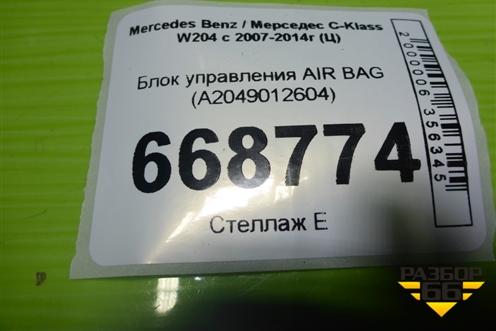 Mercedes Benz / Мерседес C-Klass
W204 с 2007-2014г (Ц)
Блок управления AIR BAG
(A2049012604)
668774
Стеллаж Е
2000006356345
РАЗБОР
66